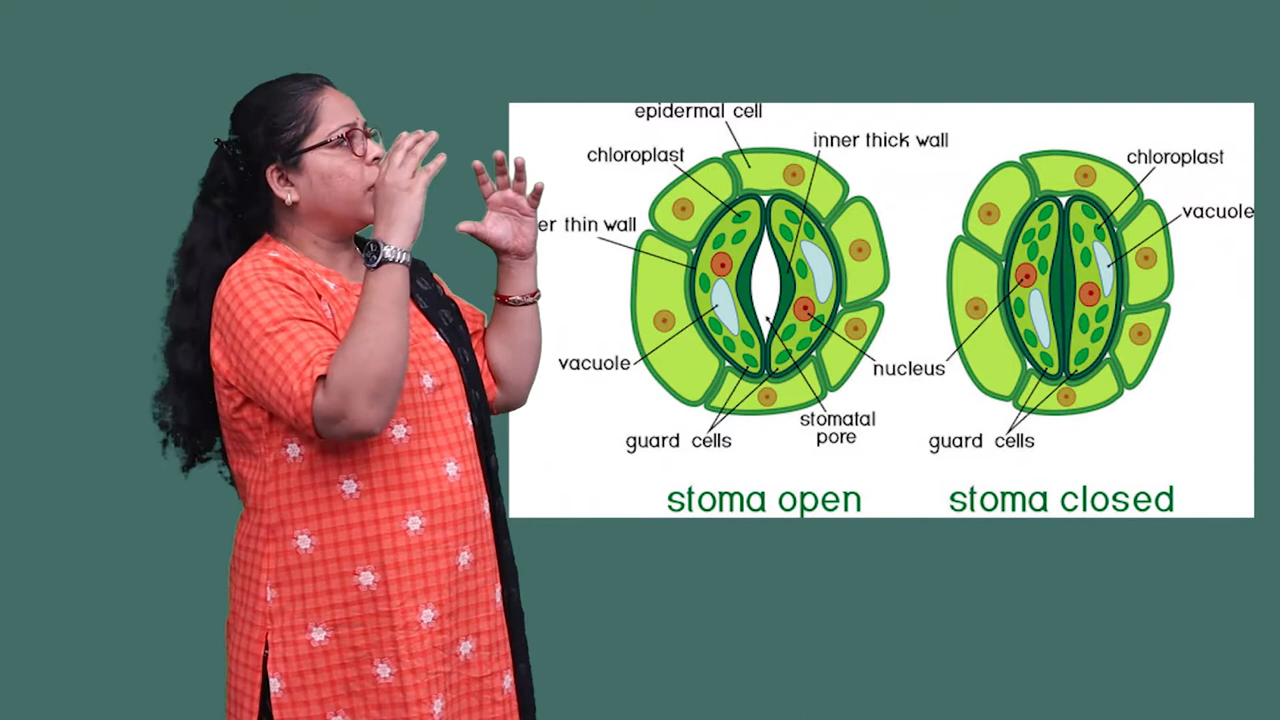 epidermal cell
inner thick wall
chloroplast
er thin wall
vacuole
nucleus
stomatal
pore
guard cells
stoma open
chloroplast
vacuole
guard cells
stoma closed